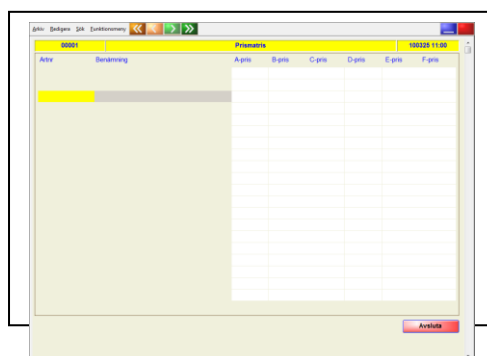 Arkiv Redigera Sök Funktionsmeny
00001 Prismatris 100325 11:00
Artnr Benämning A-pris B-pris C-pris D-pris E-pris F-pris
Avsluta